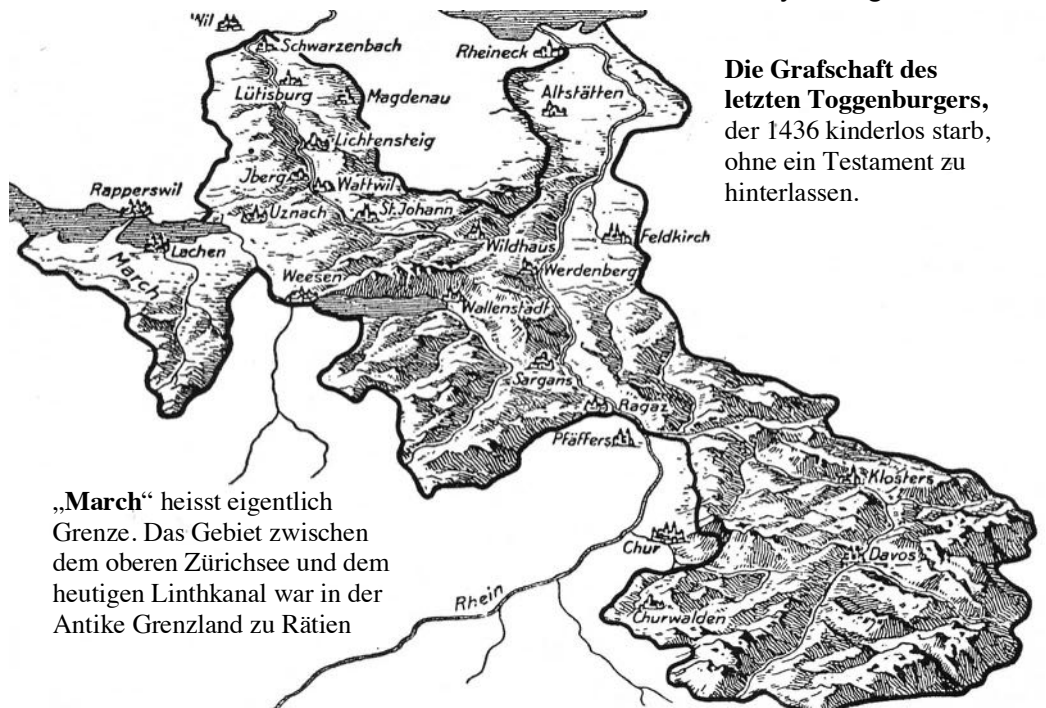 Wil
Schwarzenbach
Rheineck
Lütisburg
Magdenau
Altstätten
Lichtensteig
Jberg
Wattwil
Rapperswil
Uznach
St.Johann
Lachen
March
Wildhaus
Feldkirch
Weesen
Werdenberg
Wallenstadt
Sargans
Ragaz
Pfäffers
Klosters
Chur
Davos
Rhein
Churwalden
Die Grafschaft des
letzten Toggenburgers,
der 1436 kinderlos starb,
ohne ein Testament zu
hinterlassen.
„March“ heisst eigentlich
Grenze. Das Gebiet zwischen
dem oberen Zürichsee und dem
heutigen Linthkanal war in der
Antike Grenzland zu Rätien